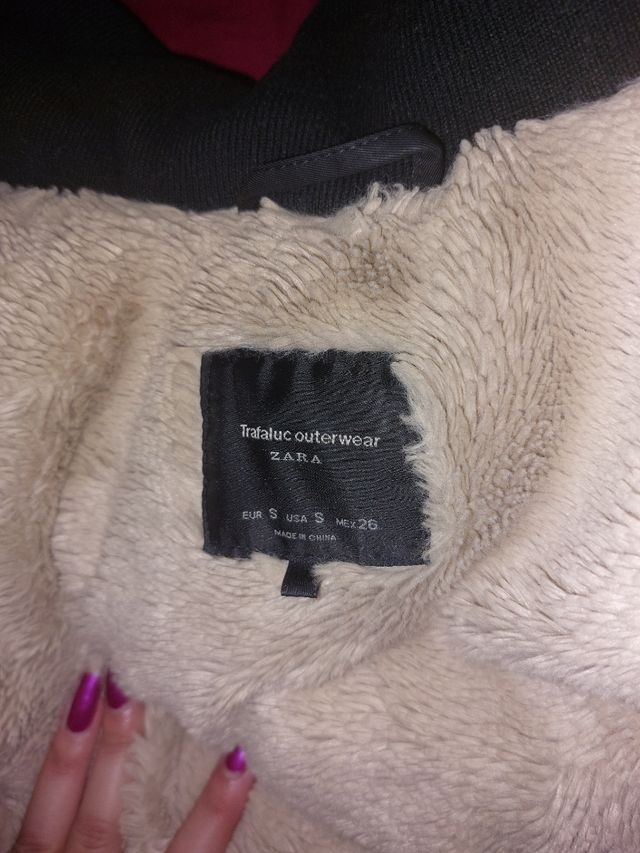 Trafaluc outerwear
ZARA
EUR S USA S MEX 26
MADE IN CHINA